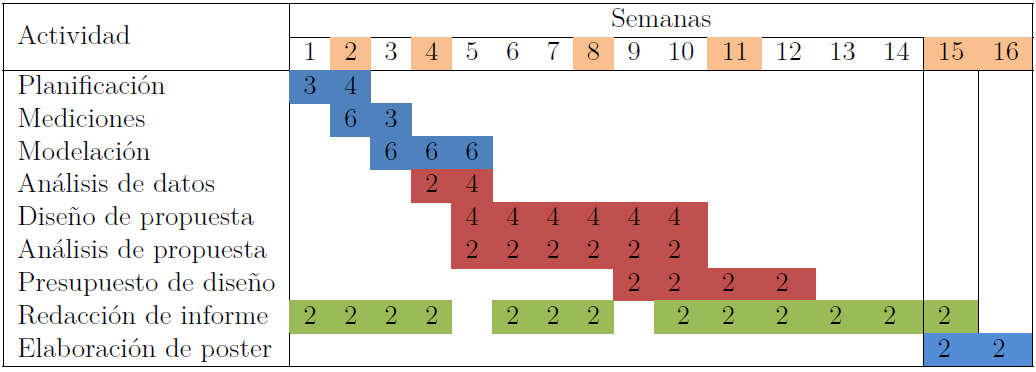 Actividad
Semanas
1 2 3 4 5 6 7 8 9 10 11 12 13 14 15 16
Planificación 3 4
Mediciones 6 3
Modelación 6 6 6
Análisis de datos 2 4
Diseño de propuesta 4 4 4 4 4 4
Análisis de propuesta 2 2 2 2 2 2
Presupuesto de diseño 2 2 2 2
Redacción de informe 2 2 2 2 2 2 2 2 2 2 2 2 2
Elaboración de poster 2 2